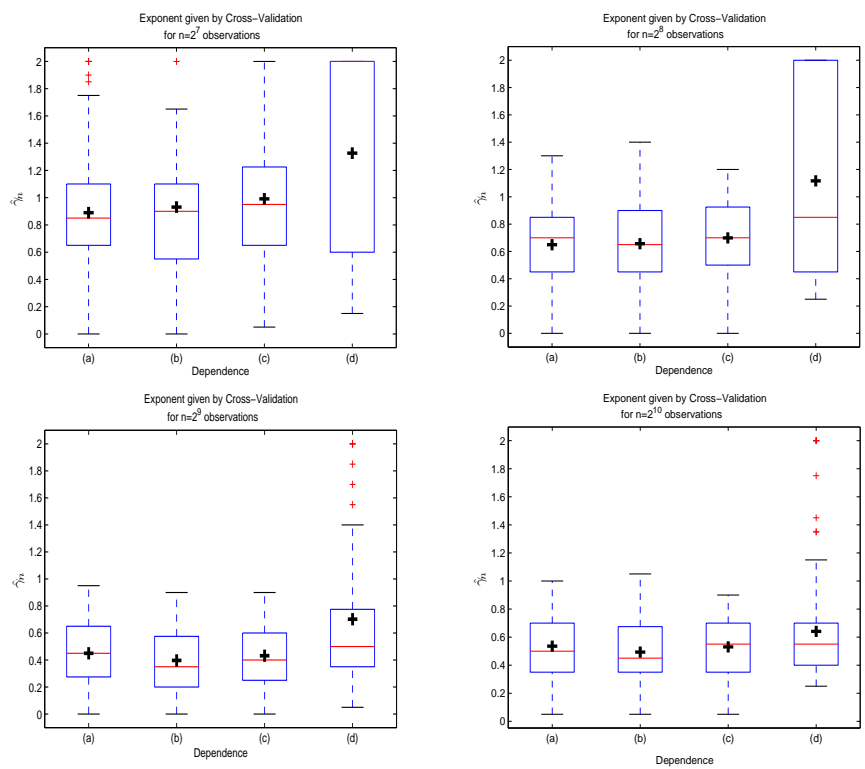 Exponent given by Cross−Validation
for n=2^7 observations
2
1.8
1.6
1.4
1.2
1
0.8
0.6
0.4
0.2
0
γ̂n
(a) (b) (c) (d)
Dependence
Exponent given by Cross−Validation
for n=2^8 observations
2
1.8
1.6
1.4
1.2
1
0.8
0.6
0.4
0.2
0
γ̂n
(a) (b) (c) (d)
Dependence
Exponent given by Cross−Validation
for n=2^9 observations
2
1.8
1.6
1.4
1.2
1
0.8
0.6
0.4
0.2
0
γ̂n
(a) (b) (c) (d)
Dependence
Exponent given by Cross−Validation
for n=2^10 observations
2
1.8
1.6
1.4
1.2
1
0.8
0.6
0.4
0.2
0
γ̂n
(a) (b) (c) (d)
Dependence